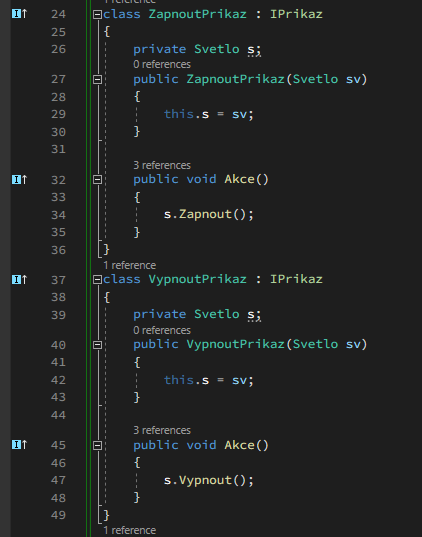 1 reference
24 class ZapnoutPrikaz : IPrikaz
25 {
26 private Svetlo s;
0 references
27 public ZapnoutPrikaz(Svetlo sv)
28 {
29 this.s = sv;
30 }
31
3 references
32 public void Akce()
33 {
34 s.Zapnout();
35 }
36 }
1 reference
37 class VypnoutPrikaz : IPrikaz
38 {
39 private Svetlo s;
0 references
40 public VypnoutPrikaz(Svetlo sv)
41 {
42 this.s = sv;
43 }
44
3 references
45 public void Akce()
46 {
47 s.Vypnout();
48 }
49 }
1 reference